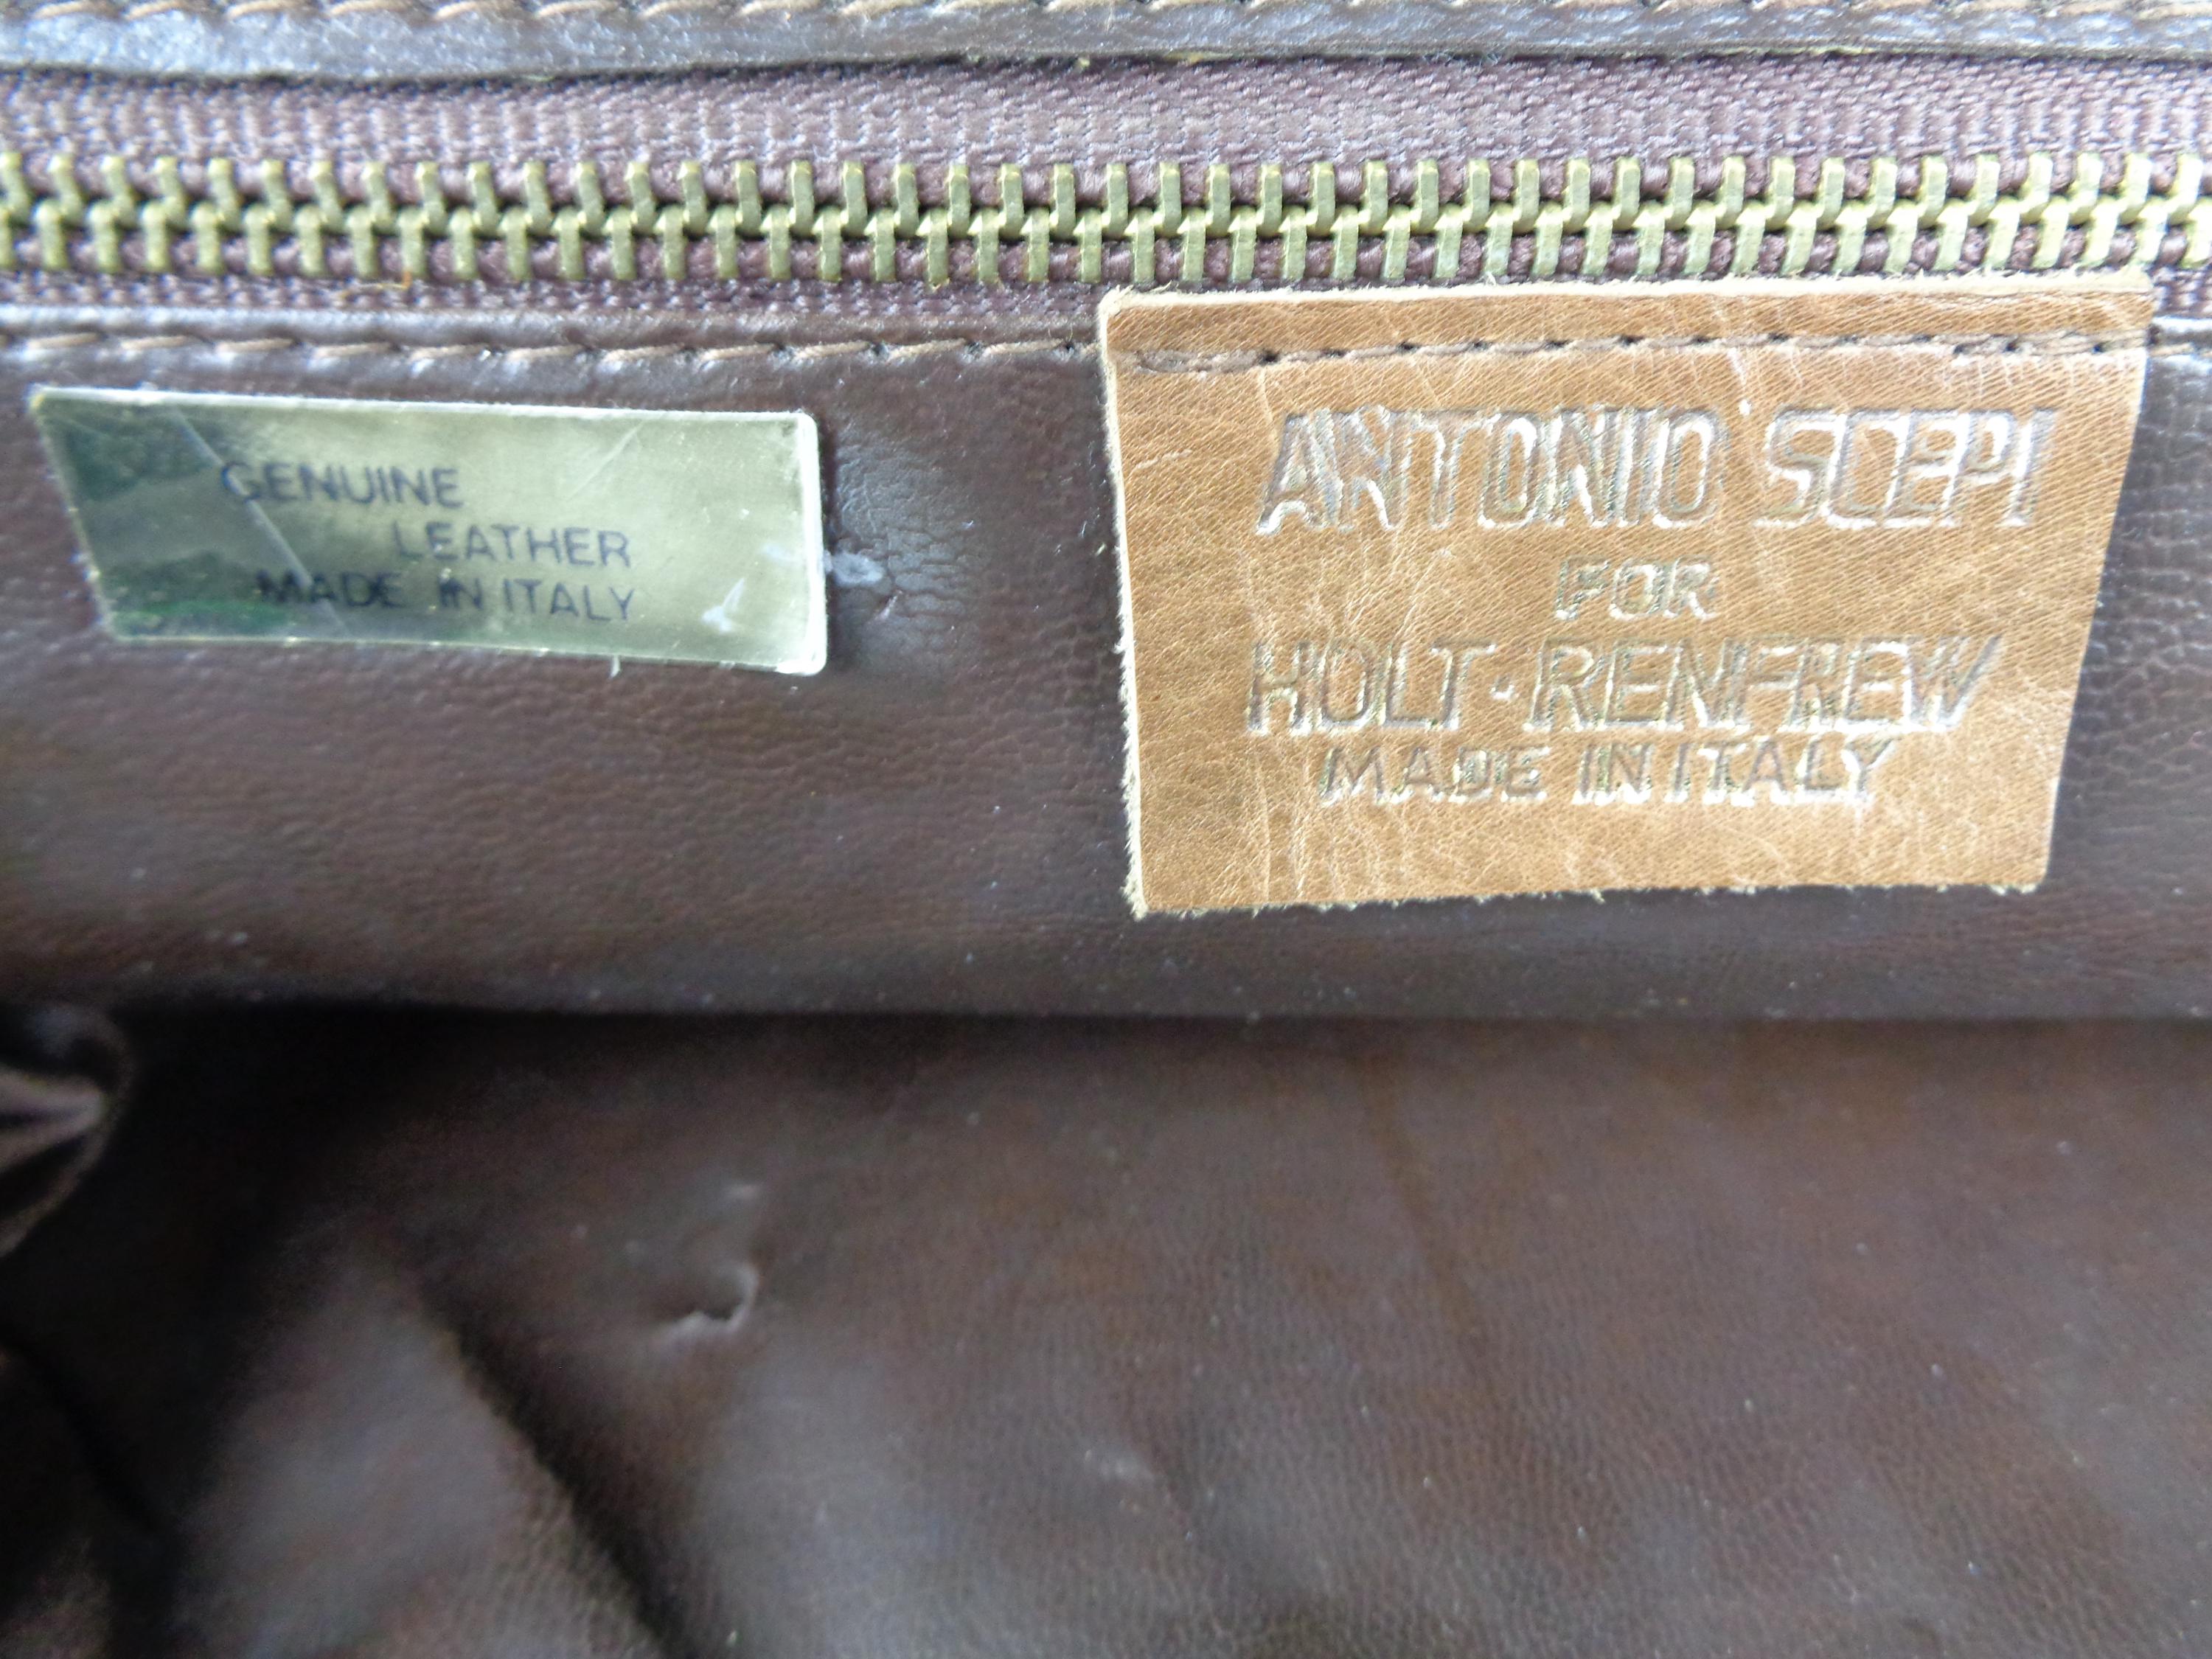 GENUINE
LEATHER
MADE IN ITALY
ANTONIO SCEPI
FOR
HOLT·RENFREW
MADE IN ITALY